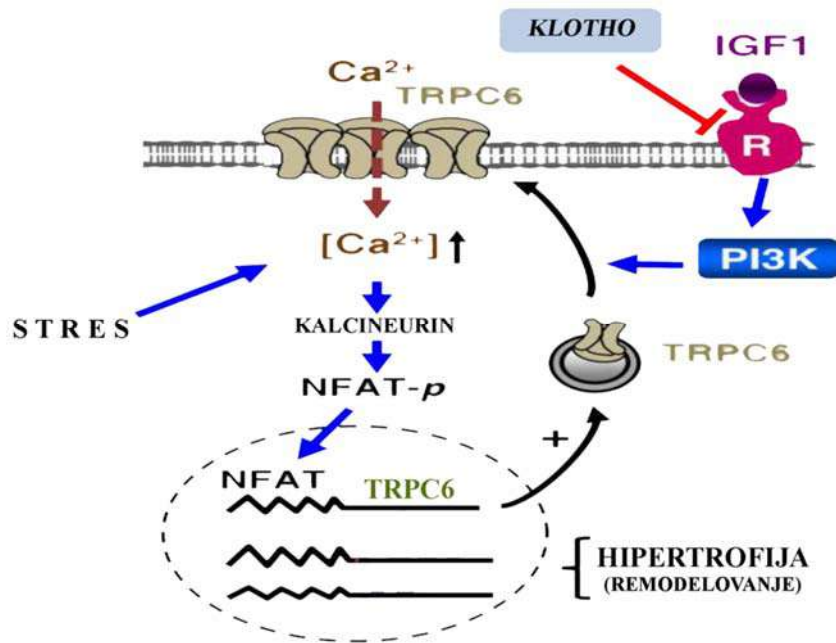 KLOTHO
IGF1
Ca²⁺
TRPC6
R
[Ca²⁺]
PI3K
STRES
KALCINEURIN
TRPC6
NFAT-p
+
NFAT
TRPC6
HIPERTROFIJA
(REMODELOVANJE)